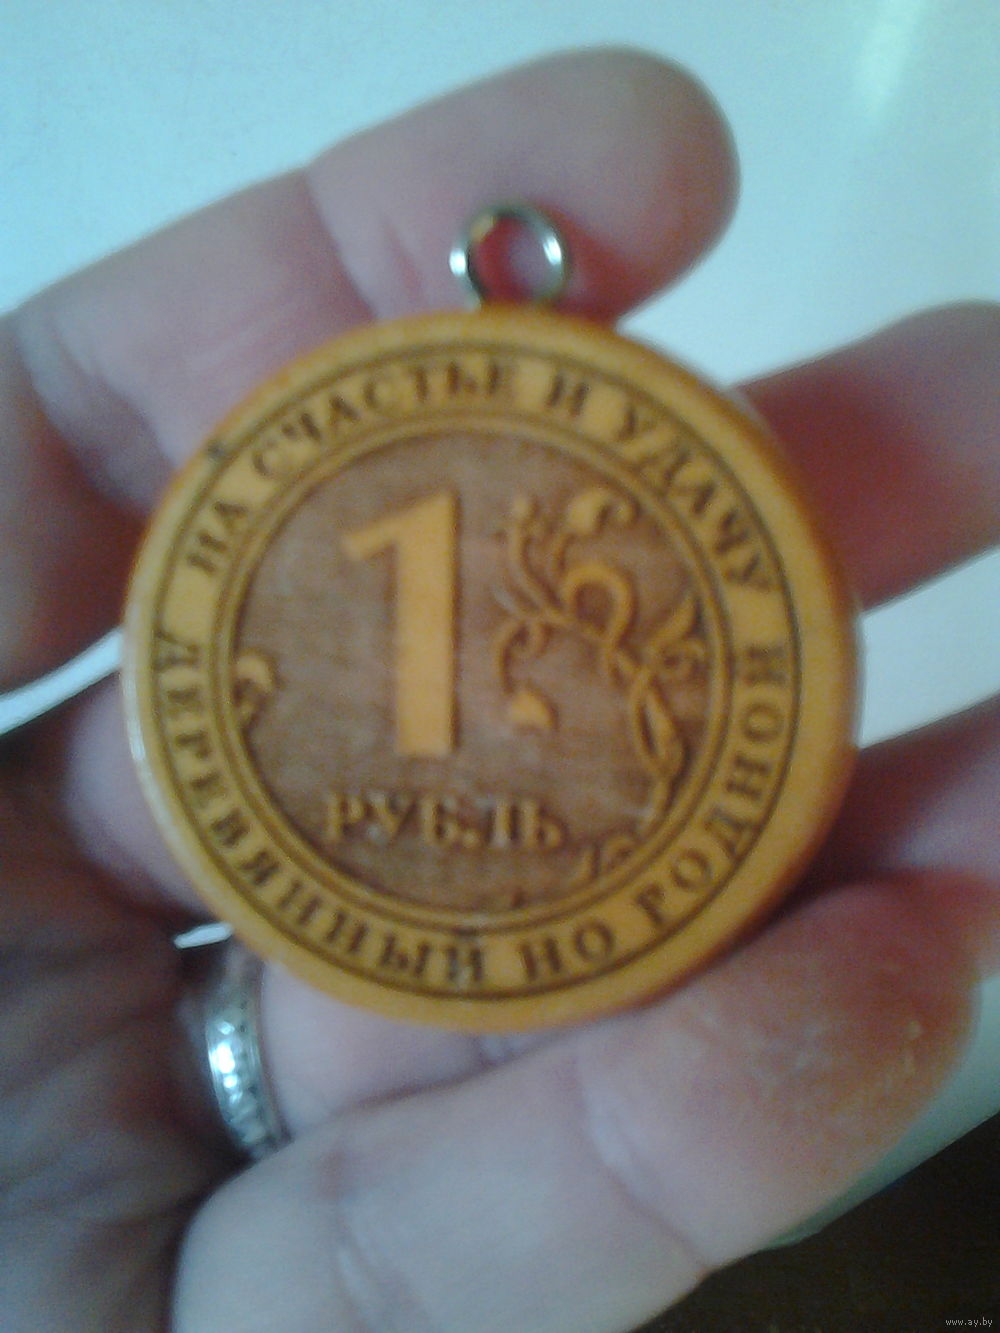 НА СЧАСТЬЕ И УДАЧУ
1
РУБЛЬ
ДЕРЕВЯННЫЙ НО РОДНОЙ
www.ay.by